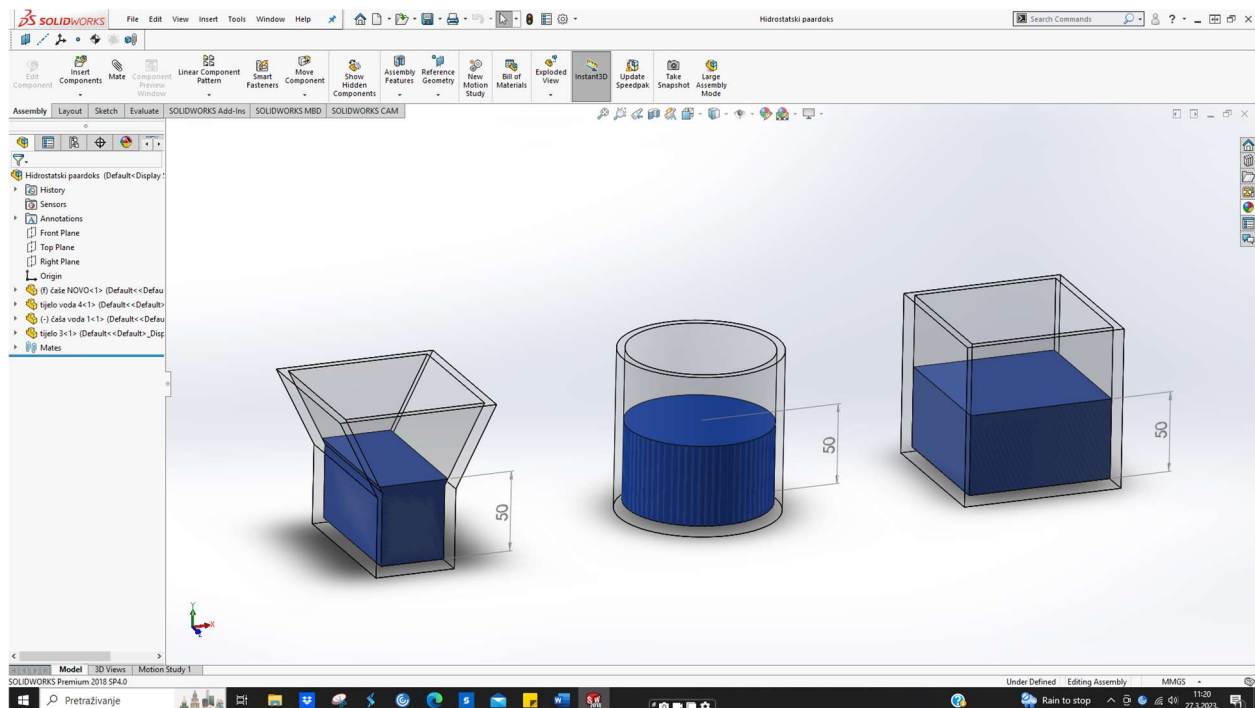 SOLIDWORKS File Edit View Insert Tools Window Help Hidrostatski paardoks Search Commands
Edit Component
Insert Components
Mate
Component Preview Window
Linear Component Pattern
Smart Fasteners
Move Component
Show Hidden Components
Assembly Features
Reference Geometry
New Motion Study
Bill of Materials
Exploded View
Instant3D
Update Speedpak
Take Snapshot
Large Assembly Mode
Assembly Layout Sketch Evaluate SOLIDWORKS Add-Ins SOLIDWORKS MBD SOLIDWORKS CAM
Hidrostatski paardoks (Default<Display
History
Sensors
Annotations
Front Plane
Top Plane
Right Plane
Origin
(f) čaše NOVO<1> (Default<<Defau
tijelo voda 4<1> (Default<<Default>
(-) čaša voda 1<1> (Default<<Defau
tijelo 3<1> (Default<<Default>_Disp
Mates
50
50
50
Model 3D Views Motion Study 1
SOLIDWORKS Premium 2018 SP4.0 Under Defined Editing Assembly MMGS
Pretraživanje Rain to stop 11:20
27.3.2023.